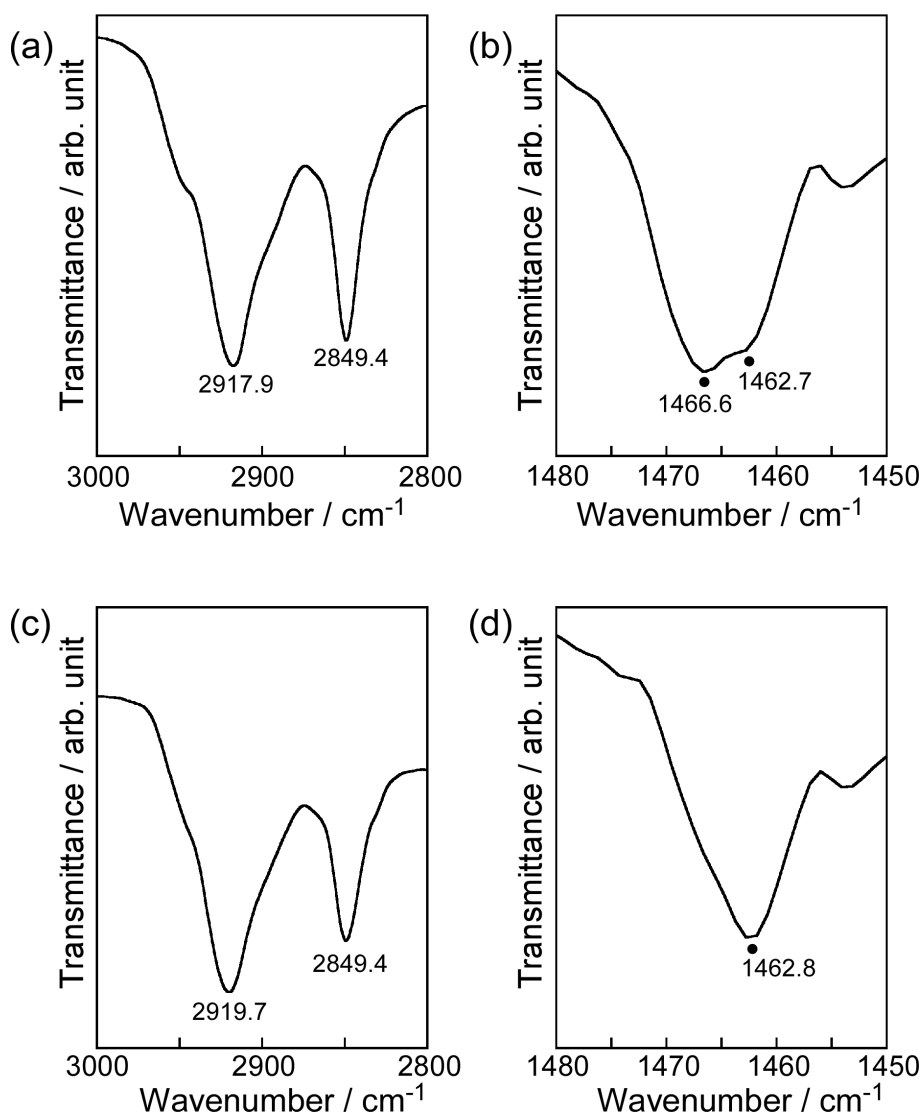 (a)
Transmittance / arb. unit
2917.9
2849.4
3000 2900 2800
Wavenumber / cm-1
(b)
Transmittance / arb. unit
1466.6
1462.7
1480 1470 1460 1450
Wavenumber / cm-1
(c)
Transmittance / arb. unit
2919.7
2849.4
3000 2900 2800
Wavenumber / cm-1
(d)
Transmittance / arb. unit
1462.8
1480 1470 1460 1450
Wavenumber / cm-1